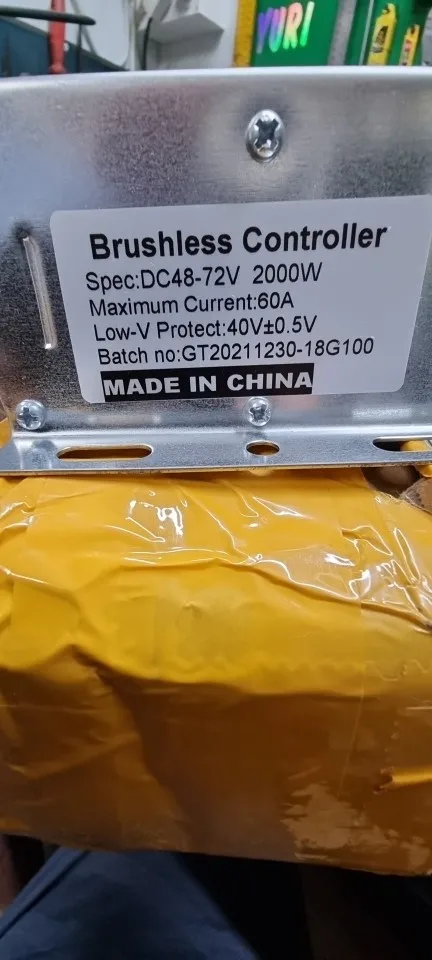 YURI
Brushless Controller
Spec:DC48-72V 2000W
Maximum Current:60A
Low-V Protect:40V±0.5V
Batch no:GT20211230-18G100
MADE IN CHINA